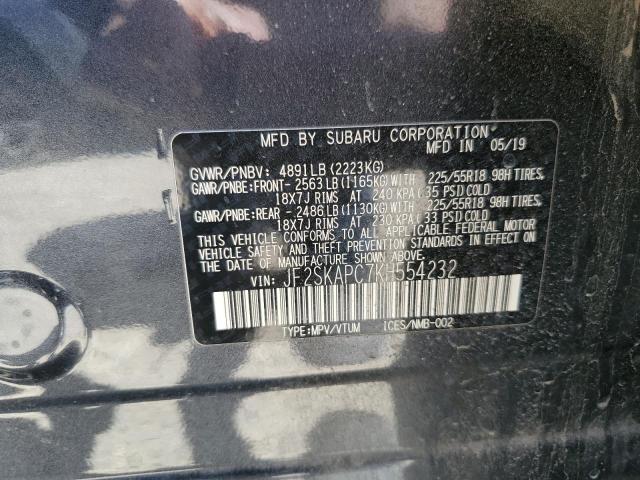 MFD BY SUBARU CORPORATION
MFD IN 05/19
GVWR/PNBV: 4891LB (2223KG)
GAWR/PNBE:FRONT- 2563LB(1165KG)WITH 225/55R18 98H TIRES,
18X7J RIMS AT 240 KPA(35 PSI)COLD
GAWR/PNBE:REAR - 2486LB(1130KG)WITH 225/55R18 98H TIRES,
18X7J RIMS AT 230 KPA(33 PSI)COLD
THIS VEHICLE CONFORMS TO ALL APPLICABLE FEDERAL MOTOR
VEHICLE SAFETY, BUMPER, AND THEFT PREVENTION STANDARDS
IN EFFECT ON THE DATE OF MANUFACTURE SHOWN ABOVE.
VIN: JF2SKAPC7KH554232
TYPE:MPV/VTUM ICES/NMB-002